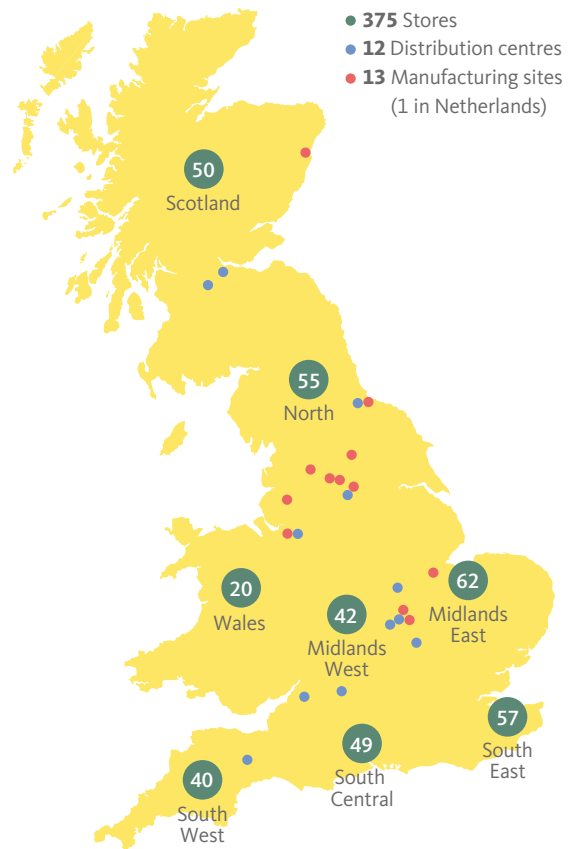 375 Stores
12 Distribution centres
13 Manufacturing sites
(1 in Netherlands)
50
Scotland
55
North
20
Wales
42
Midlands
West
62
Midlands
East
57
South
East
49
South
Central
40
South
West